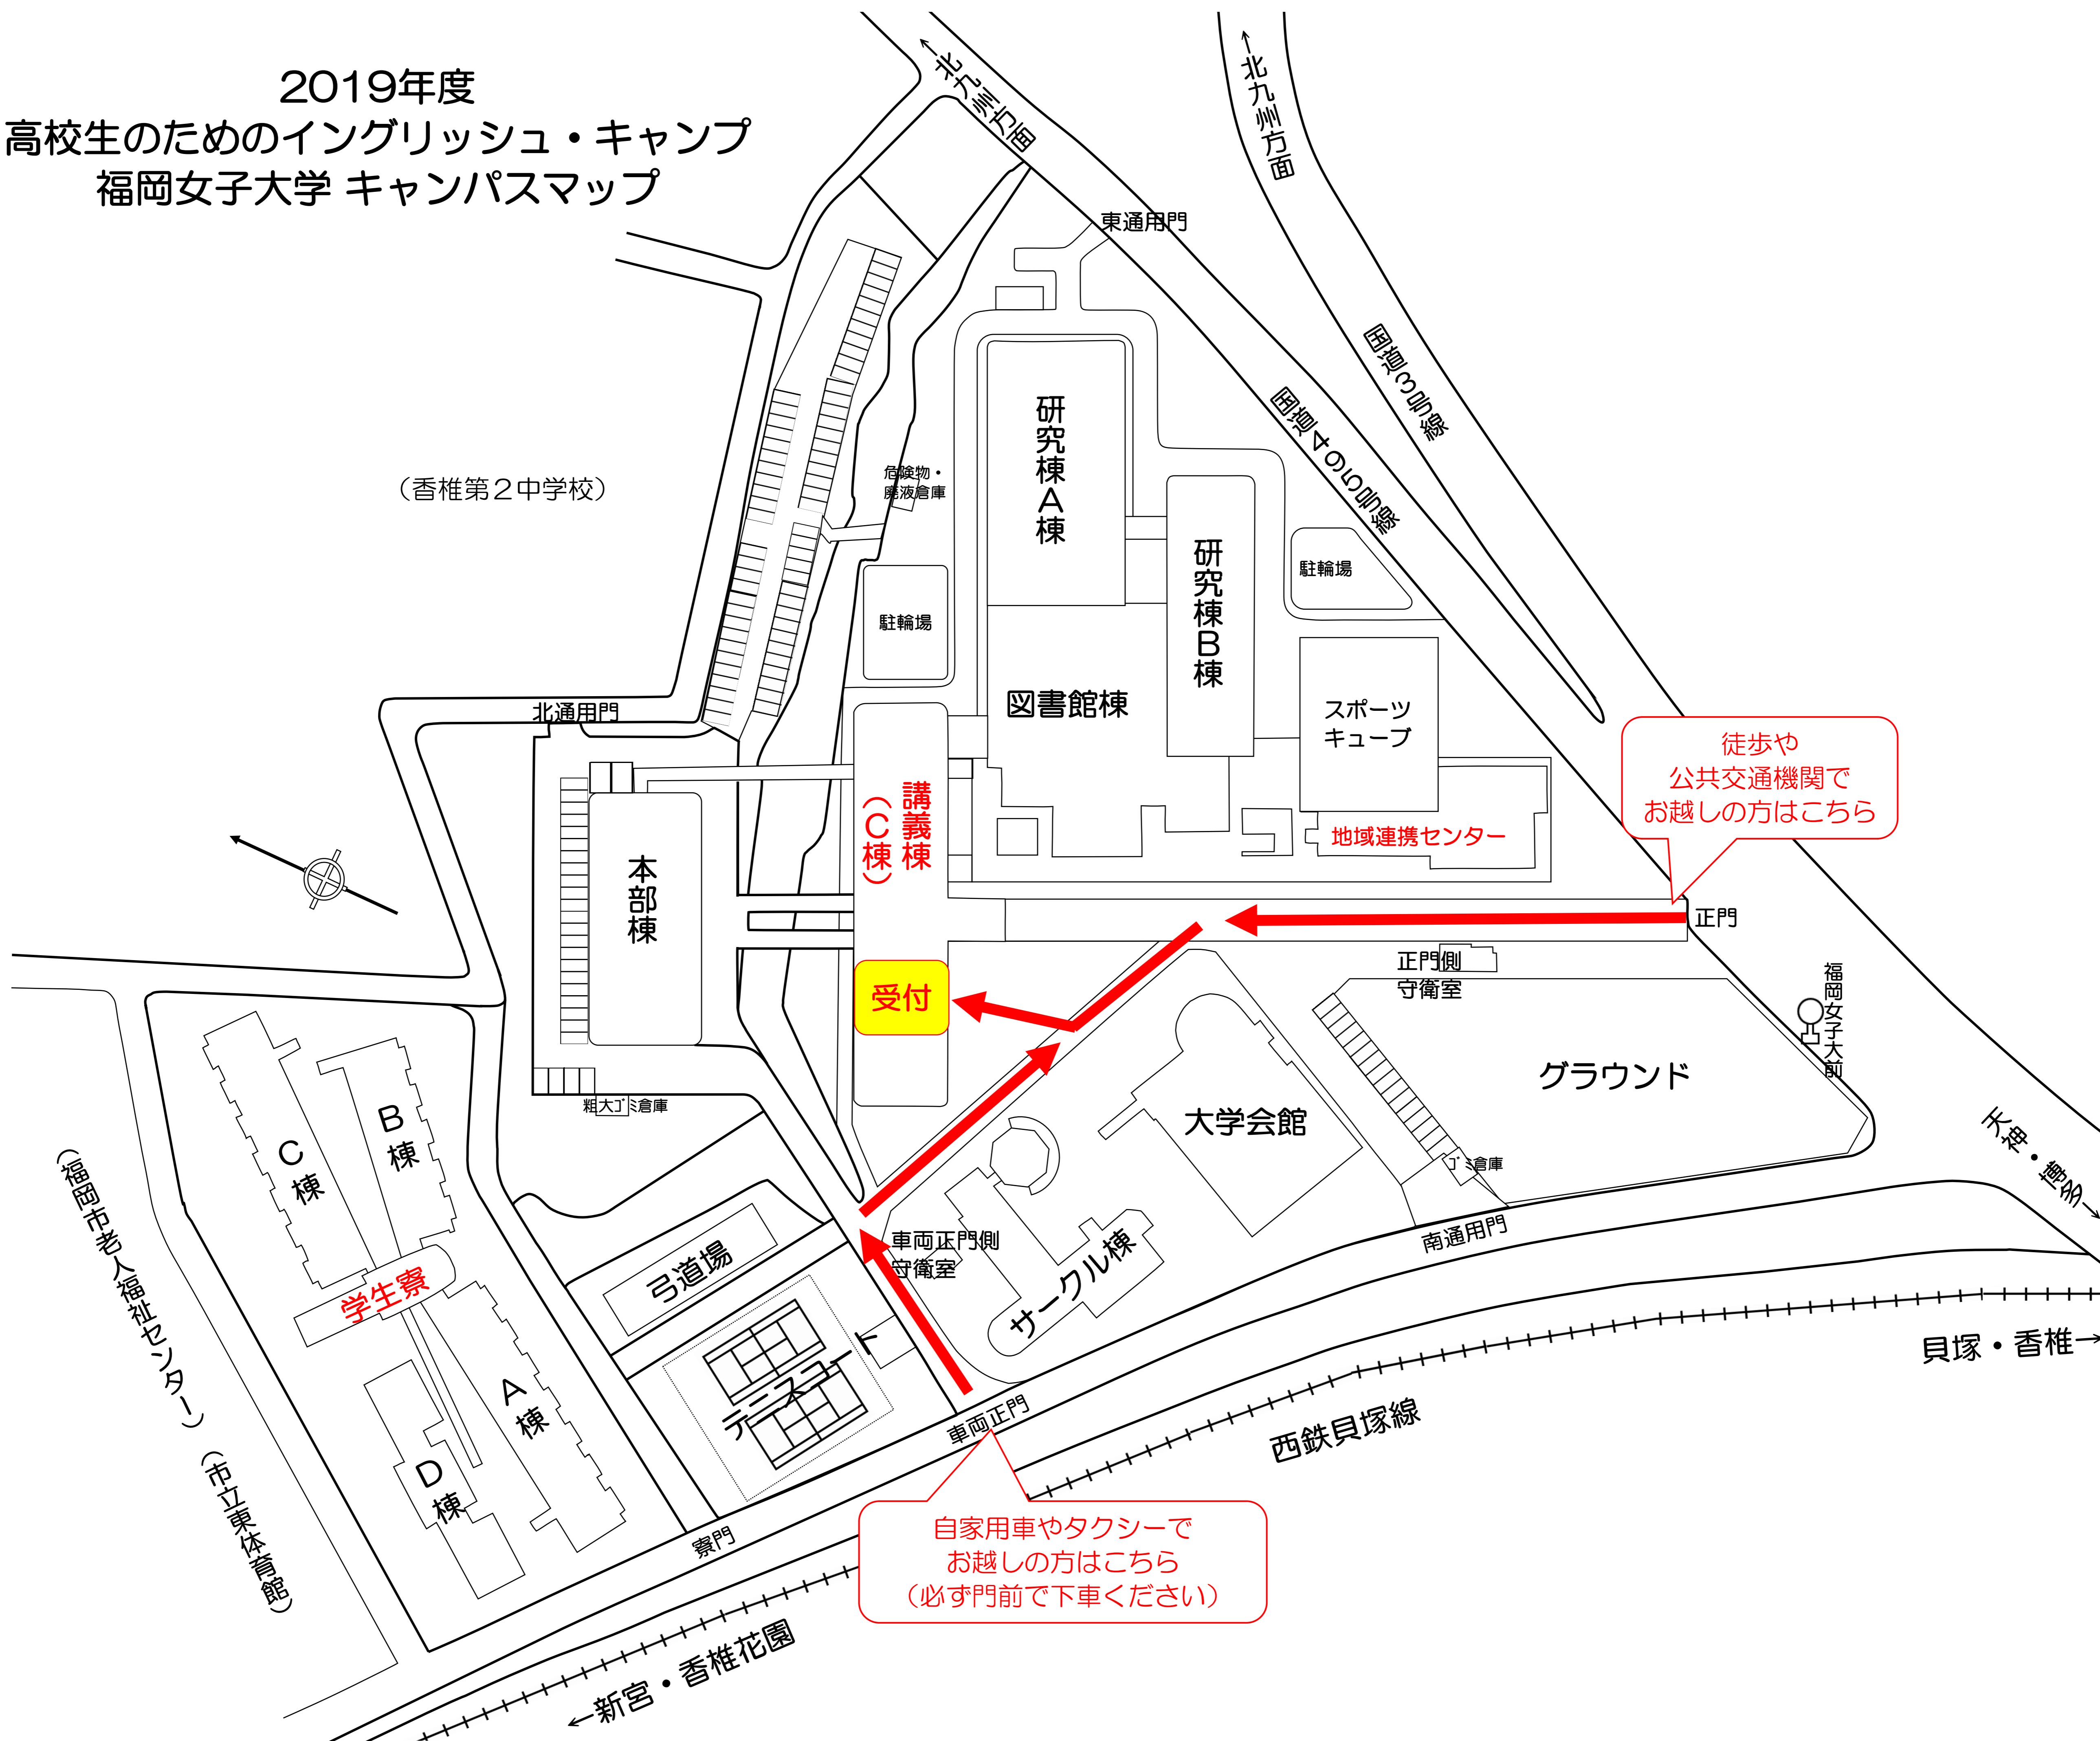 2019年度
高校生のためのイングリッシュ・キャンプ
福岡女子大学 キャンパスマップ
←北九州方面
←北九州方面
東通用門
国道3号線
国道495号線
(香椎第2中学校)
危険物・
廃液倉庫
研究棟A棟
研究棟B棟
駐輪場
駐輪場
図書館棟
スポーツ
キューブ
北通用門
徒歩や
公共交通機関で
お越しの方はこちら
講義棟
(C棟)
地域連携センター
本部棟
正門
正門側
守衛室
受付
福岡女子大前
グラウンド
粗大ゴミ倉庫
大学会館
ゴミ倉庫
天神・博多→
B棟
C棟
(福岡市老人福祉センター)
学生寮
弓道場
車両正門側
守衛室
サークル棟
南通用門
貝塚・香椎→
テニスコート
A棟
D棟
車両正門
西鉄貝塚線
(市立東体育館)
寮門
自家用車やタクシーで
お越しの方はこちら
(必ず門前で下車ください)
←新宮・香椎花園